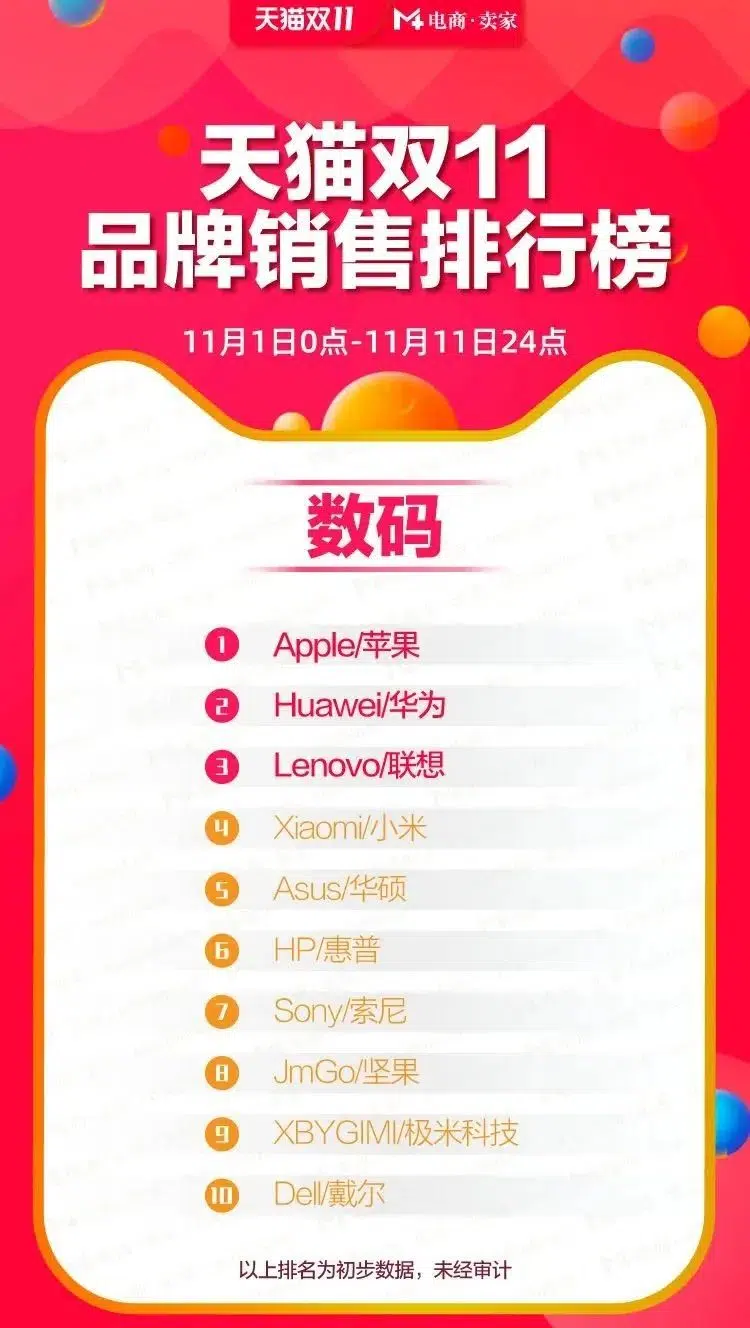 天猫双11 M4电商·卖家
天猫双11
品牌销售排行榜
11月1日0点-11月11日24点
数码
1 Apple/苹果
2 Huawei/华为
3 Lenovo/联想
4 Xiaomi/小米
5 Asus/华硕
6 HP/惠普
7 Sony/索尼
8 JmGo/坚果
9 XBYGIMI/极米科技
10 Dell/戴尔
以上排名为初步数据，未经审计